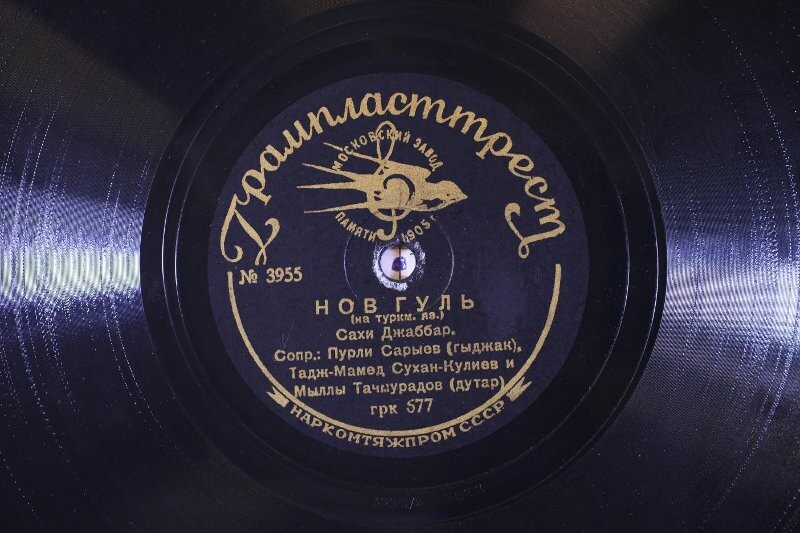 Грампласттрест
МОСКОВСКИЙ ЗАВОД
ПАМЯТИ 1905 г.
№ 3955
НОВ ГУЛЬ
(на туркм. яз.)
Сахи Джаббар.
Сопр.: Пурли Сарыев (гыджак),
Тадж-Мамед Сухан-Кулиев и
Мыллы Тачмурадов (дутар)
грк 577
НАРКОМТЯЖПРОМ СССР